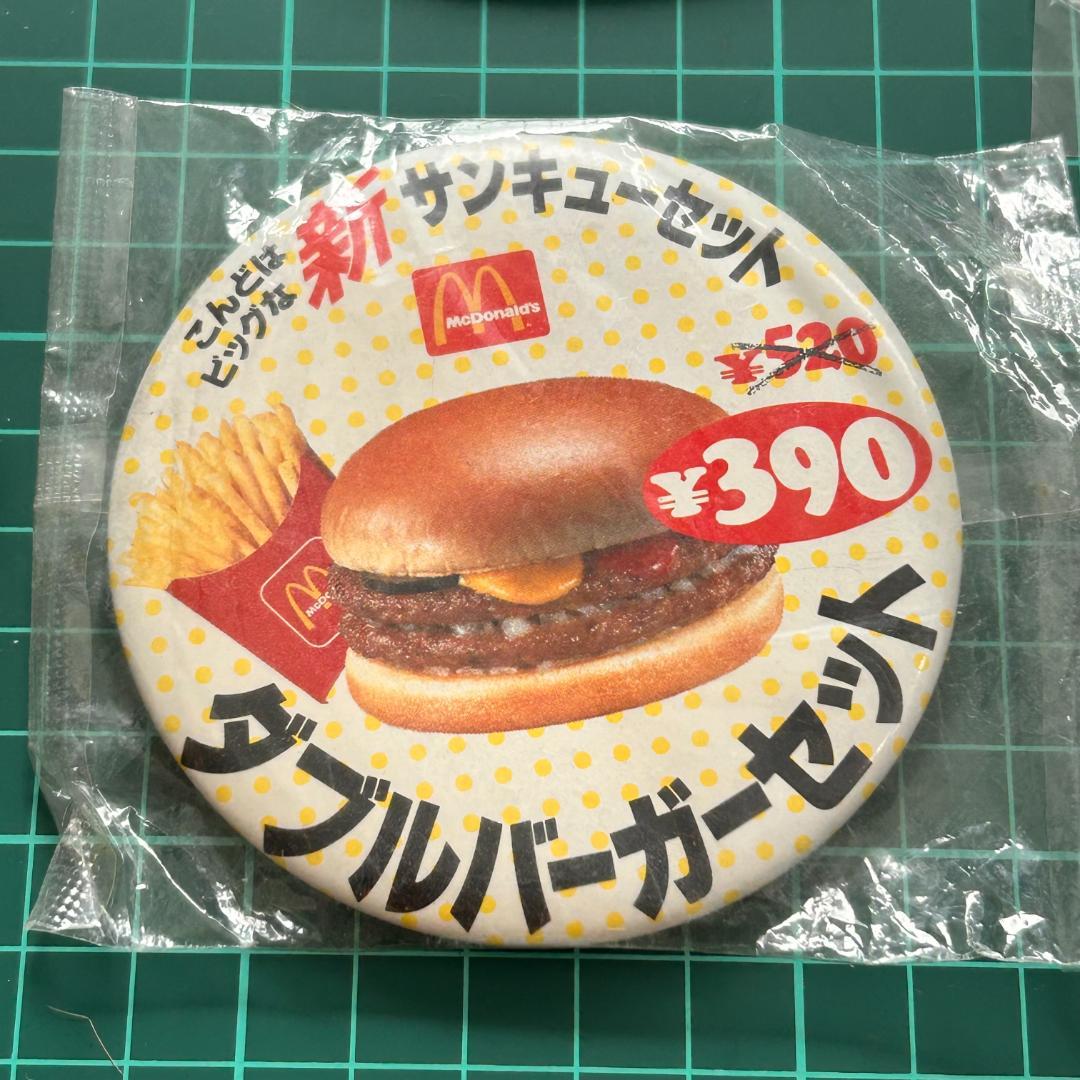 こんどは
ビッグな
新サンキューセット
McDonald's
¥520
¥390
McDo
ダブルバーガーセット